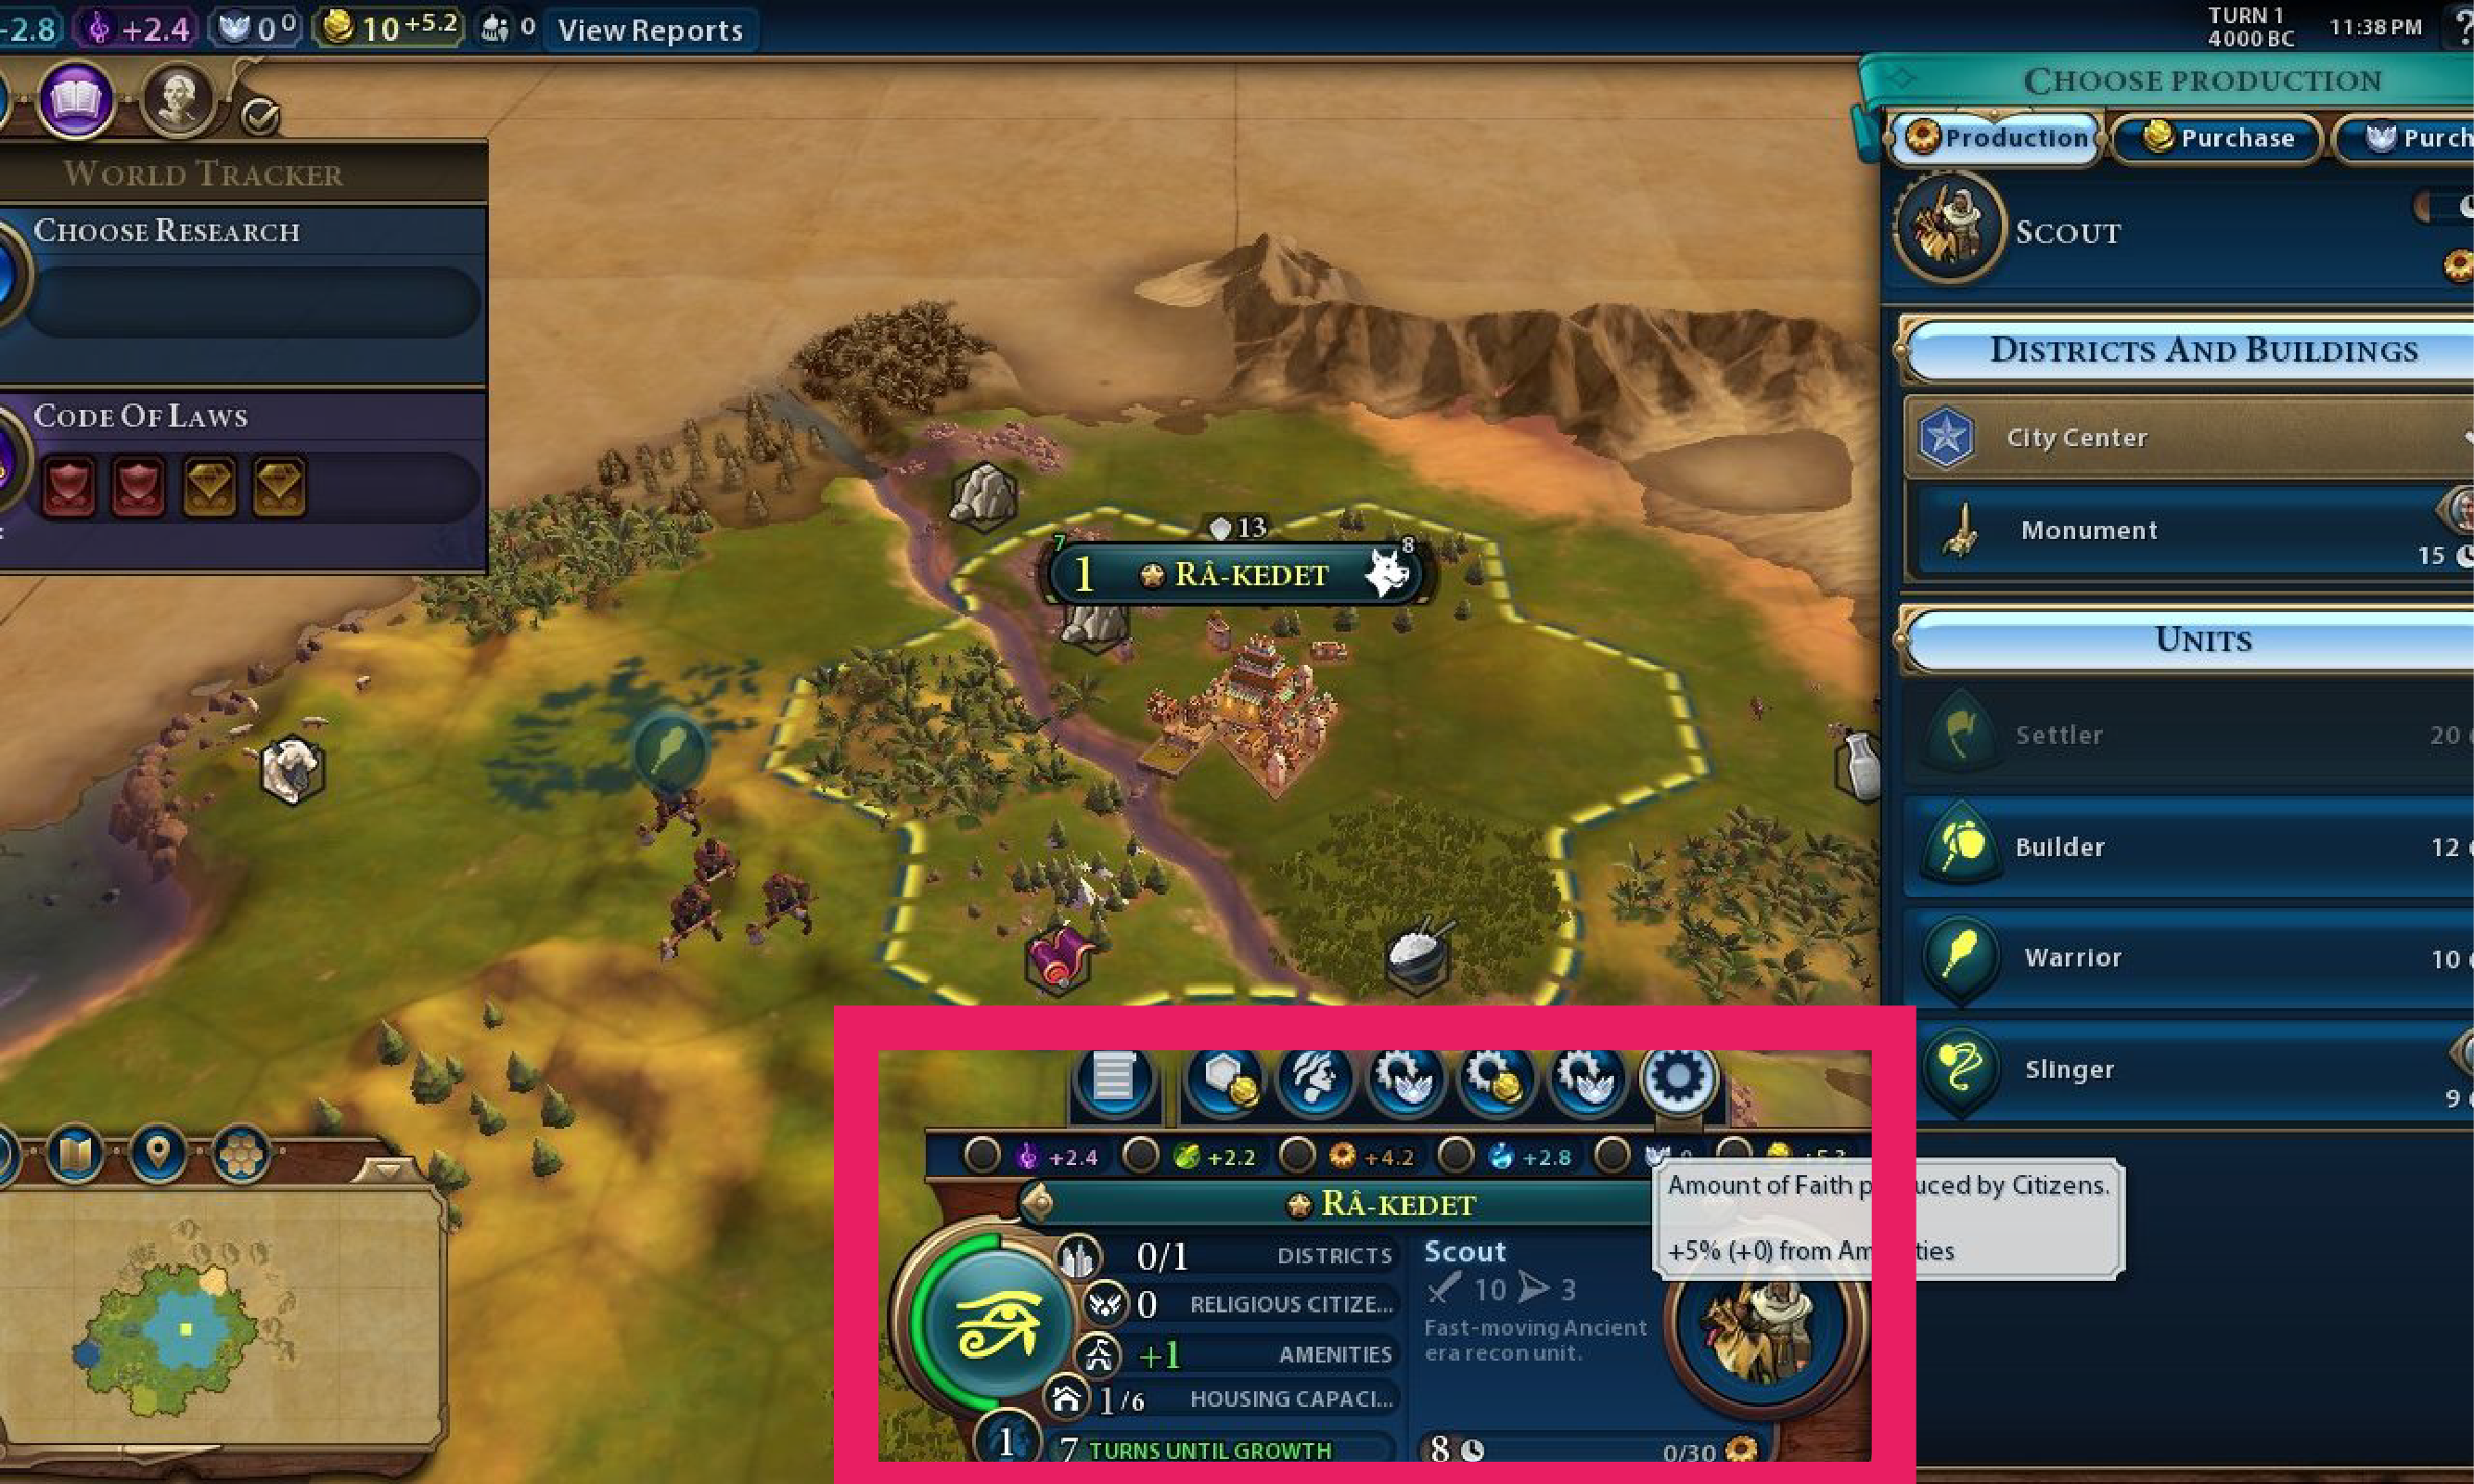 -2.8 +2.4 0 0 10 +5.2 0 View Reports
TURN 1
4000 BC
11:38 PM
?
WORLD TRACKER
CHOOSE RESEARCH
CODE OF LAWS
CHOOSE PRODUCTION
Production Purchase Purch
SCOUT
DISTRICTS AND BUILDINGS
City Center
Monument
15
UNITS
Settler 20
Builder 12
Warrior 10
Slinger
9
13
7
1 RÂ-KEDET 8
+2.4 +2.2 +4.2 +2.8
RÂ-KEDET
0/1 DISTRICTS
0 RELIGIOUS CITIZE...
+1 AMENITIES
1/6 HOUSING CAPACI...
1 7 TURNS UNTIL GROWTH
Scout
10 3
Fast-moving Ancient
era recon unit.
8 0/30
Amount of Faith p uced by Citizens.
+5% (+0) from Am ties